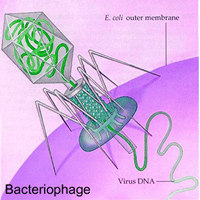 E. coli outer membrane
Virus DNA
Bacteriophage